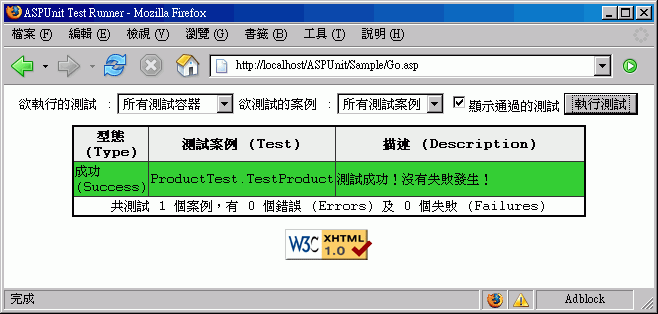 ASPUnit Test Runner - Mozilla Firefox
檔案(F) 編輯(E) 檢視(V) 瀏覽(G) 書籤(B) 工具(T) 說明(H)
http://localhost/ASPUnit/Sample/Go.asp
欲執行的測試 : 所有測試容器 欲測試的案例 : 所有測試案例 顯示通過的測試 執行測試
型態 (Type) 測試案例 (Test) 描述 (Description)
成功 (Success) ProductTest.TestProduct 測試成功！沒有失敗發生！
共測試 1 個案例，有 0 個錯誤 (Errors) 及 0 個失敗 (Failures)
W3C XHTML 1.0
完成 Adblock